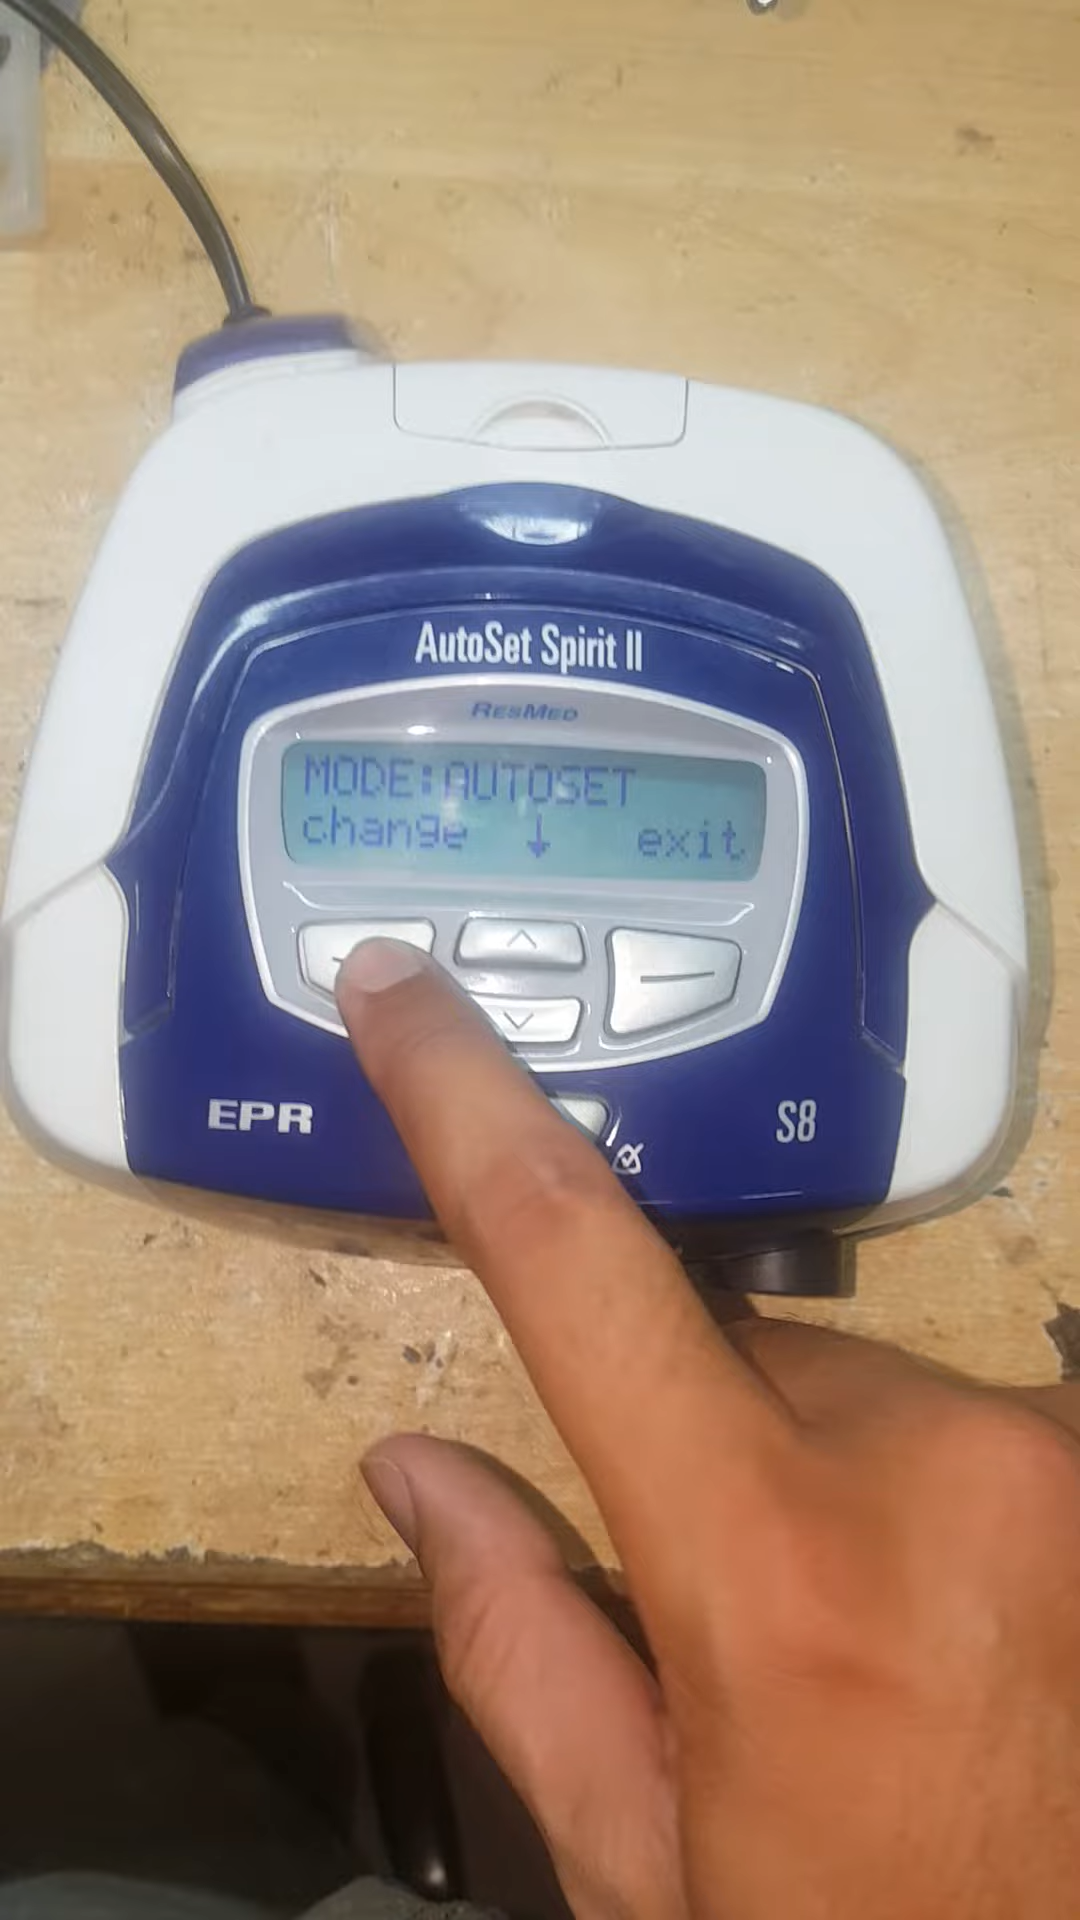 AutoSet Spirit II
RESMED
MODE:AUTOSET
change ↓ exit
EPR
S8